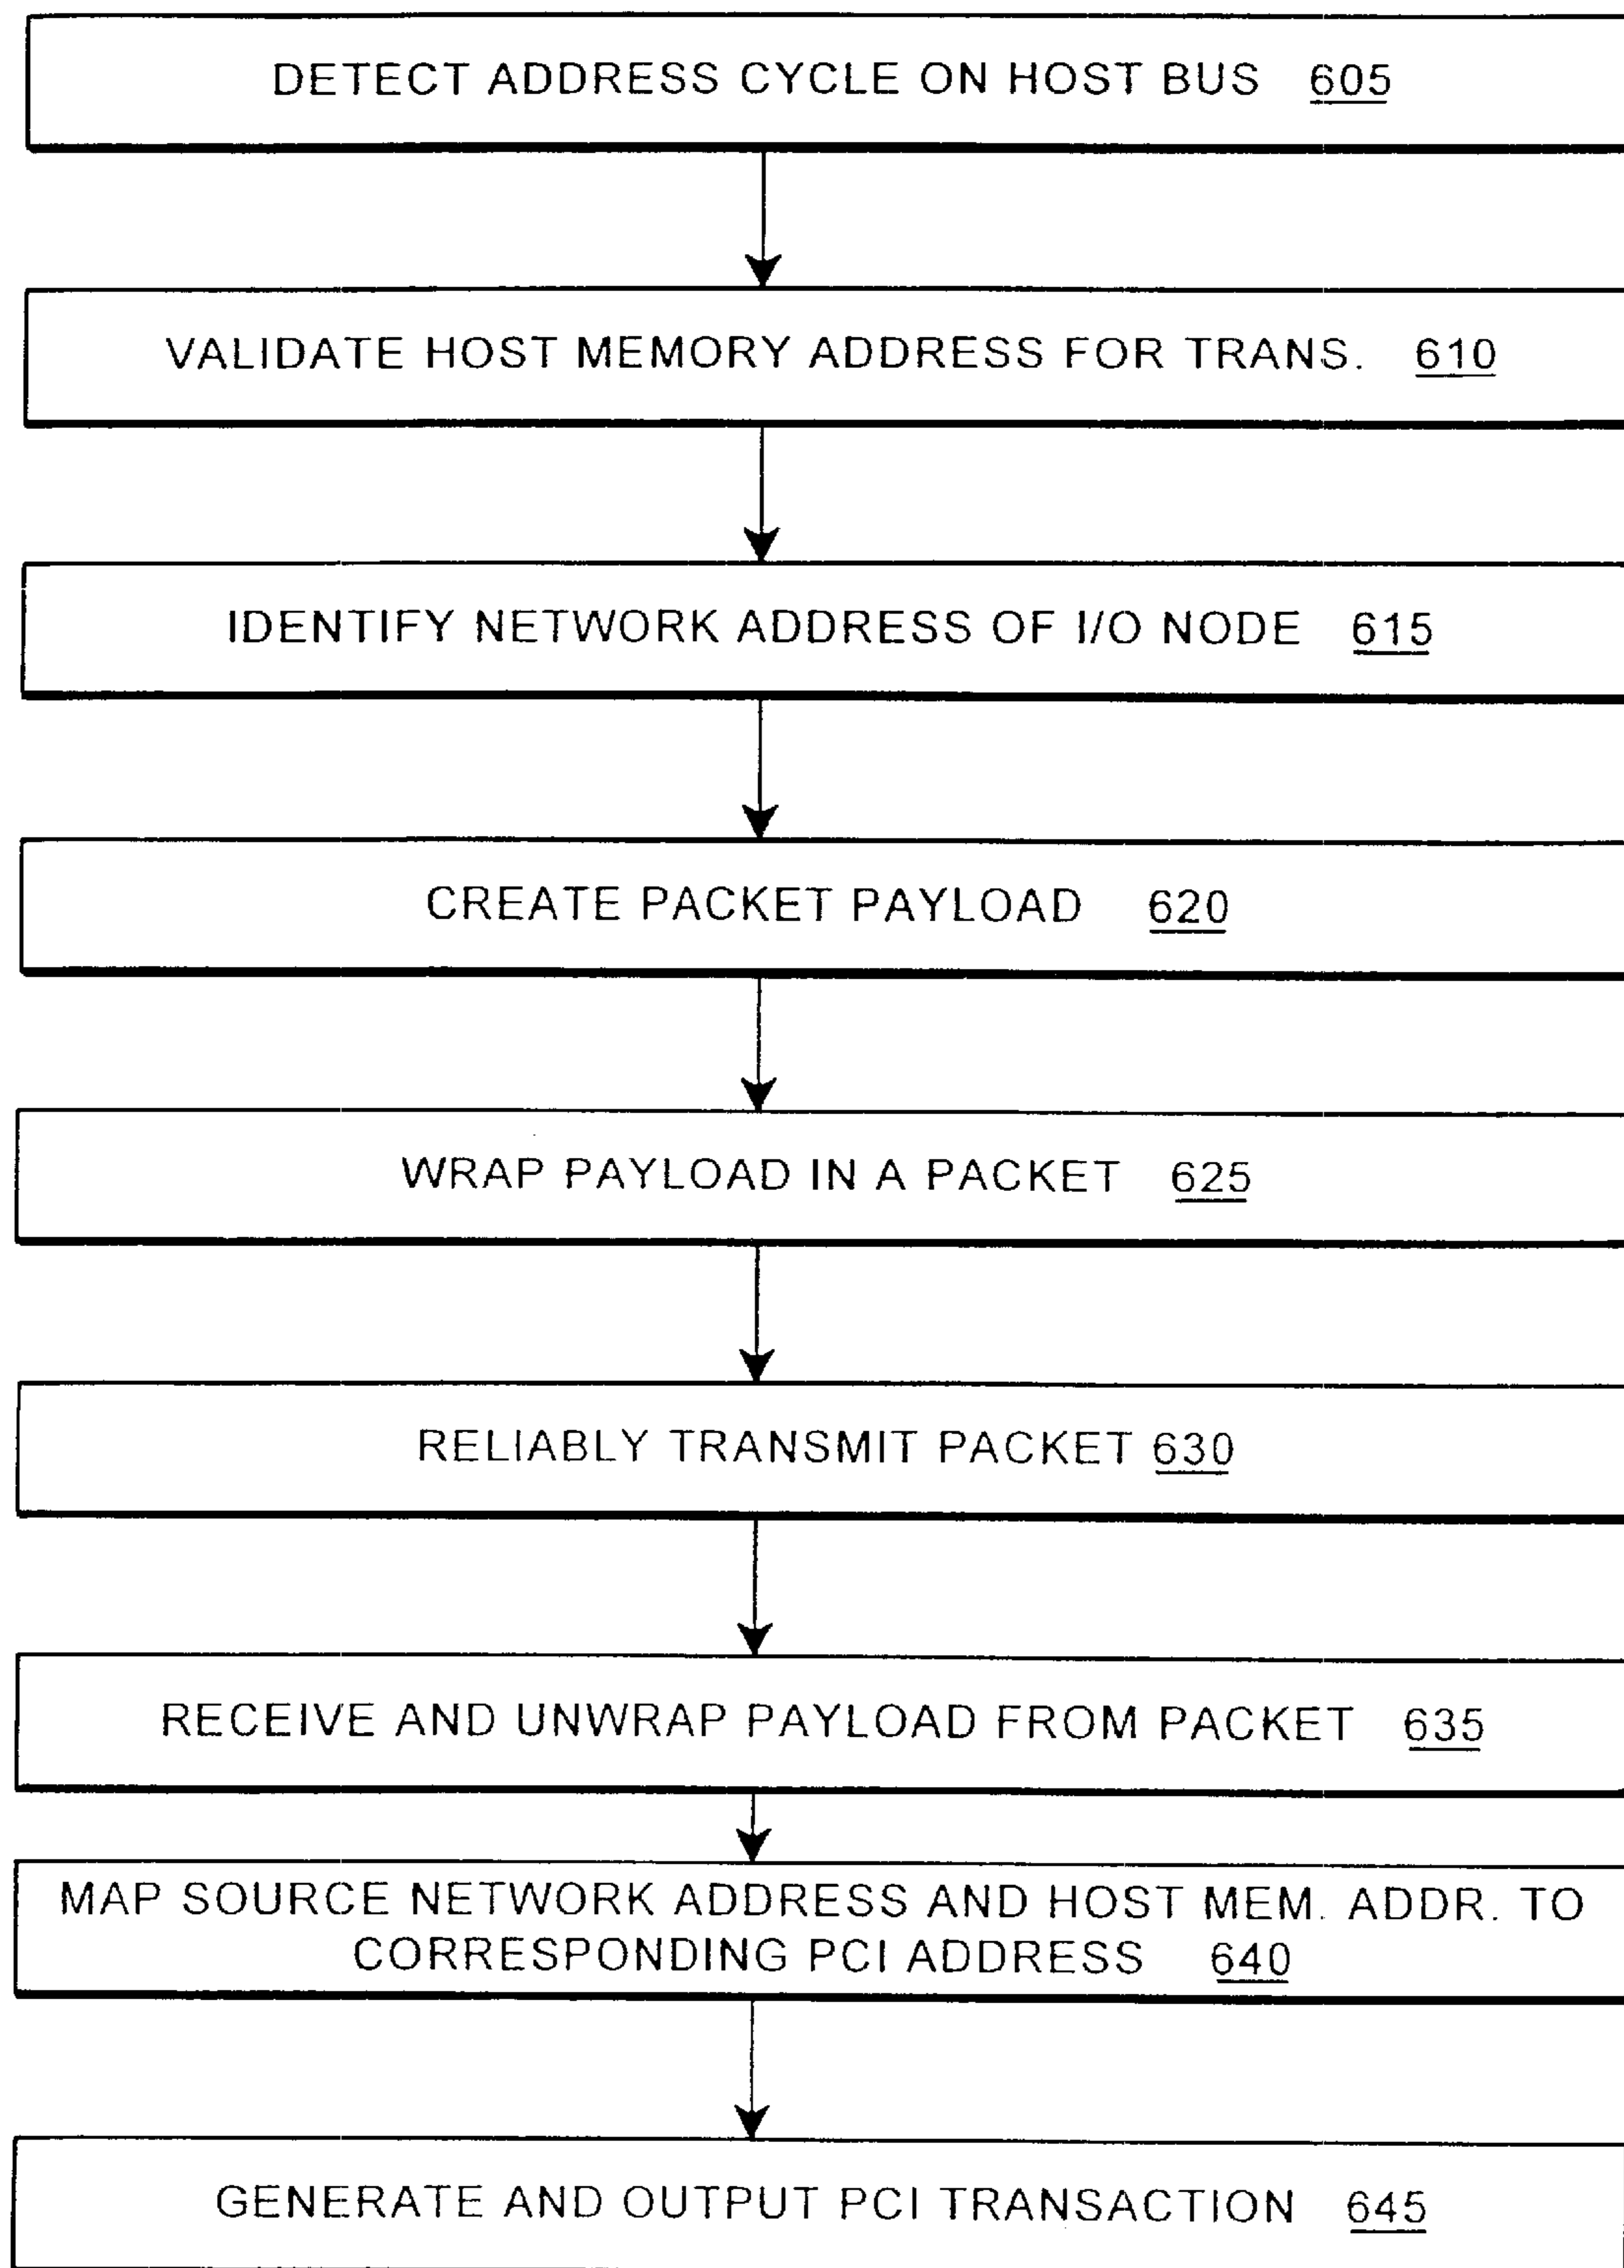 DETECT ADDRESS CYCLE ON HOST BUS 605
VALIDATE HOST MEMORY ADDRESS FOR TRANS. 610
IDENTIFY NETWORK ADDRESS OF I/O NODE 615
CREATE PACKET PAYLOAD 620
WRAP PAYLOAD IN A PACKET 625
RELIABLY TRANSMIT PACKET 630
RECEIVE AND UNWRAP PAYLOAD FROM PACKET 635
MAP SOURCE NETWORK ADDRESS AND HOST MEM. ADDR. TO
CORRESPONDING PCI ADDRESS 640
GENERATE AND OUTPUT PCI TRANSACTION 645